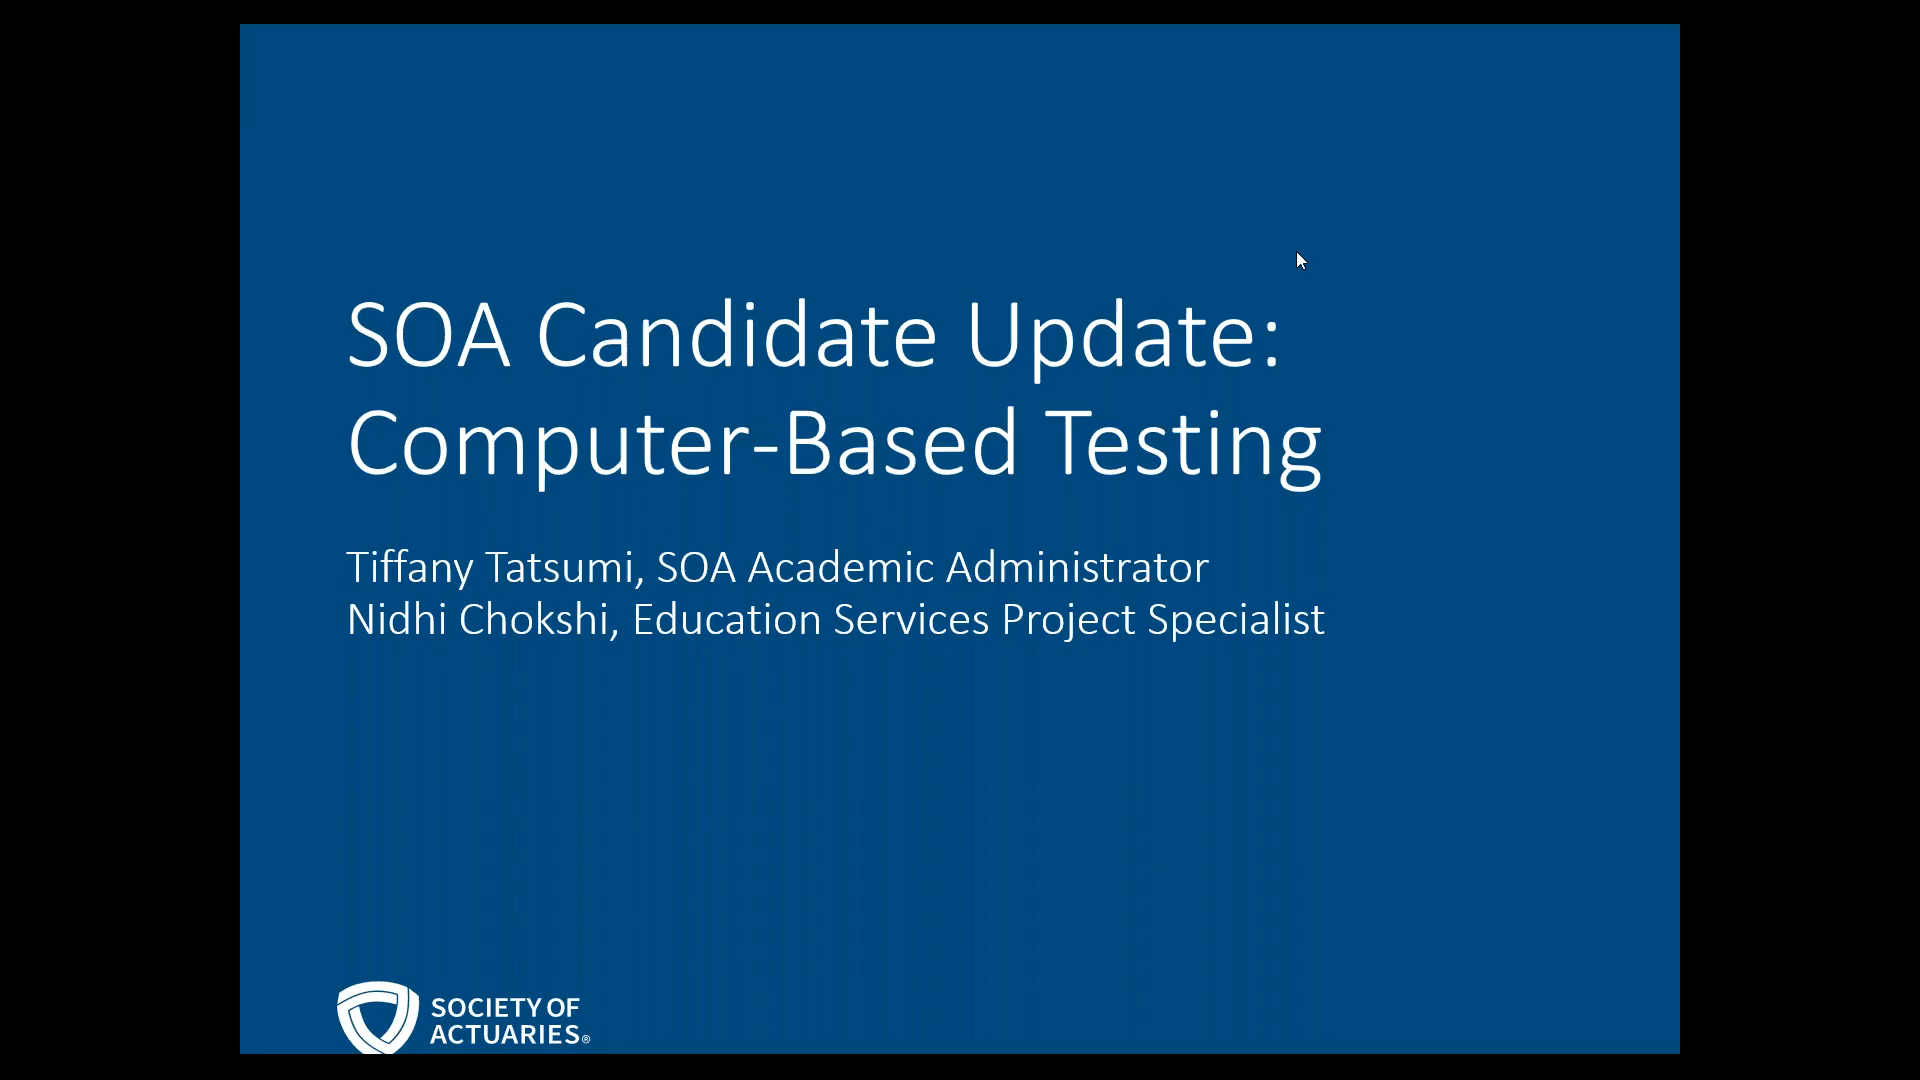 SOA Candidate Update:
Computer-Based Testing
Tiffany Tatsumi, SOA Academic Administrator
Nidhi Chokshi, Education Services Project Specialist
SOCIETY OF
ACTUARIES®